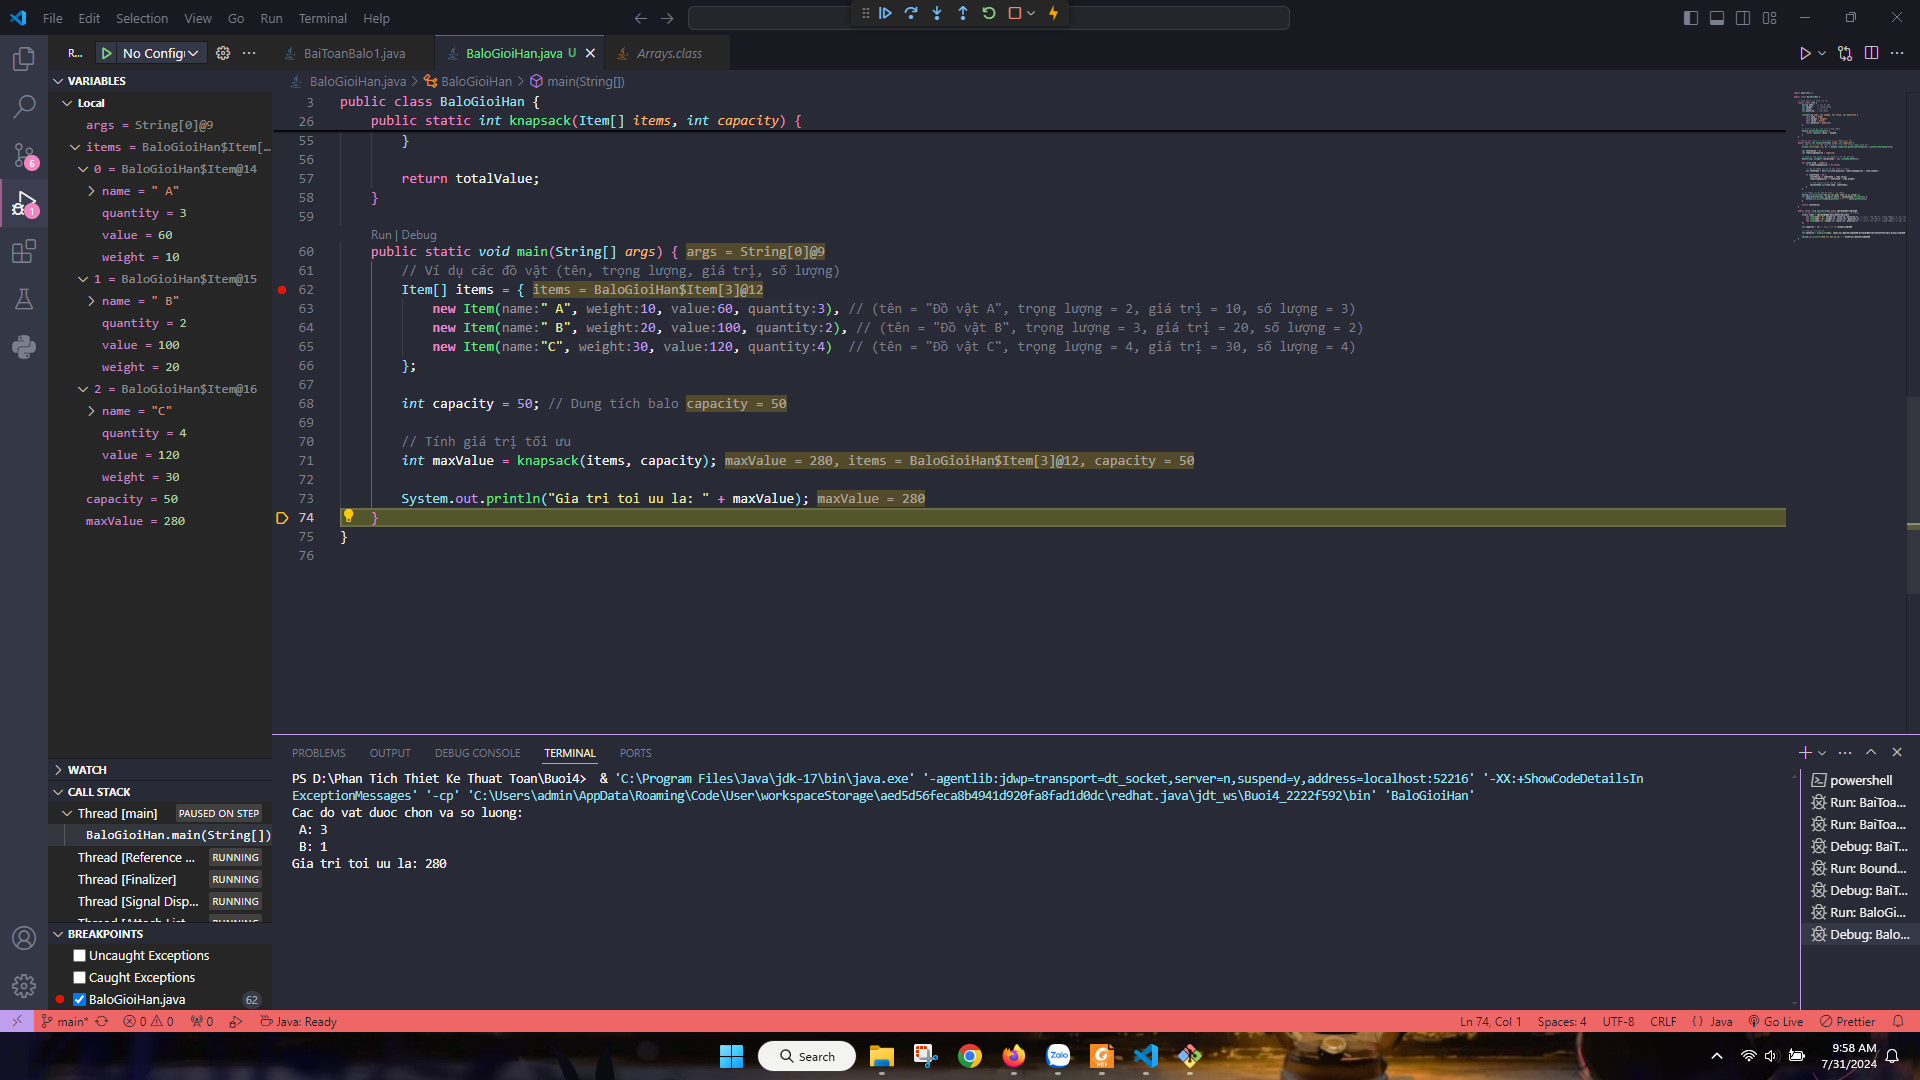 File Edit Selection View Go Run Terminal Help
R... No Config BaiToanBalo1.java BaloGioiHan.java U Arrays.class
VARIABLES
Local
args = String[0]@9
items = BaloGioiHan$Item[...
0 = BaloGioiHan$Item@14
name = " A"
quantity = 3
value = 60
weight = 10
1 = BaloGioiHan$Item@15
name = " B"
quantity = 2
value = 100
weight = 20
2 = BaloGioiHan$Item@16
name = "C"
quantity = 4
value = 120
weight = 30
capacity = 50
maxValue = 280
WATCH
CALL STACK
Thread [main] PAUSED ON STEP
BaloGioiHan.main(String[])
Thread [Reference ... RUNNING
Thread [Finalizer] RUNNING
Thread [Signal Disp... RUNNING
BREAKPOINTS
Uncaught Exceptions
Caught Exceptions
BaloGioiHan.java 62
6
1
BaloGioiHan.java > BaloGioiHan > main(String[])
3 public class BaloGioiHan {
26 public static int knapsack(Item[] items, int capacity) {
55 }
56
57 return totalValue;
58 }
59
Run | Debug
60 public static void main(String[] args) { args = String[0]@9
61 // Ví dụ các đồ vật (tên, trọng lượng, giá trị, số lượng)
62 Item[] items = { items = BaloGioiHan$Item[3]@12
63 new Item(name:" A", weight:10, value:60, quantity:3), // (tên = "Đồ vật A", trọng lượng = 2, giá trị = 10, số lượng = 3)
64 new Item(name:" B", weight:20, value:100, quantity:2), // (tên = "Đồ vật B", trọng lượng = 3, giá trị = 20, số lượng = 2)
65 new Item(name:"C", weight:30, value:120, quantity:4) // (tên = "Đồ vật C", trọng lượng = 4, giá trị = 30, số lượng = 4)
66 };
67
68 int capacity = 50; // Dung tích balo capacity = 50
69
70 // Tính giá trị tối ưu
71 int maxValue = knapsack(items, capacity); maxValue = 280, items = BaloGioiHan$Item[3]@12, capacity = 50
72
73 System.out.println("Gia tri toi uu la: " + maxValue); maxValue = 280
74 }
75 }
76
PROBLEMS OUTPUT DEBUG CONSOLE TERMINAL PORTS
PS D:\Phan Tich Thiet Ke Thuat Toan\Buoi4> & 'C:\Program Files\Java\jdk-17\bin\java.exe' '-agentlib:jdwp=transport=dt_socket,server=n,suspend=y,address=localhost:52216' '-XX:+ShowCodeDetailsIn
ExceptionMessages' '-cp' 'C:\Users\admin\AppData\Roaming\Code\User\workspaceStorage\aed5d56feca8b4941d920fa8fad1d0dc\redhat.java\jdt_ws\Buoi4_2222f592\bin' 'BaloGioiHan'
Cac do vat duoc chon va so luong:
A: 3
B: 1
Gia tri toi uu la: 280
powershell
Run: BaiToa...
Run: BaiToa...
Debug: BaiT...
Run: Bound...
Debug: BaiT...
Run: BaloGi...
Debug: Balo...
main* 0 0 0 Java: Ready Ln 74, Col 1 Spaces: 4 UTF-8 CRLF {} Java Go Live Prettier
Search Zalo 9:58 AM
7/31/2024